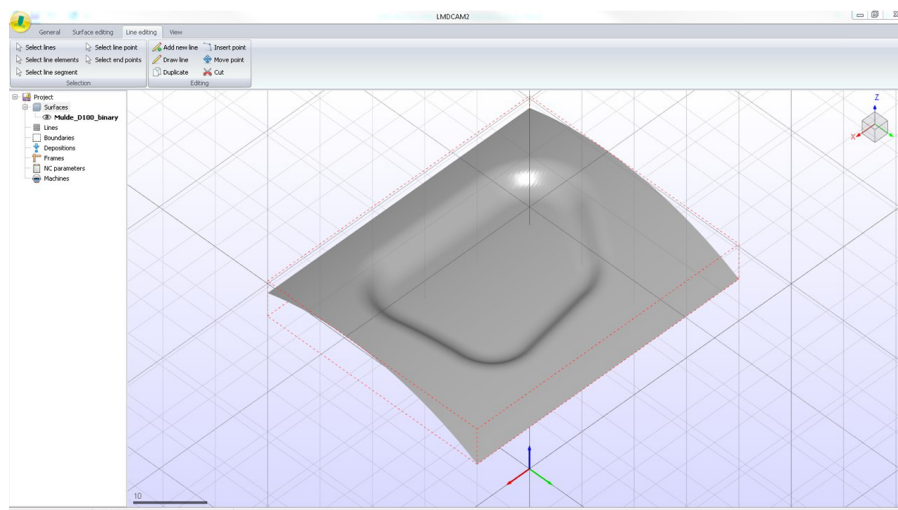 LMDCAM2
General Surface editing Line editing View
Select lines Select line point Add new line Insert point
Select line elements Select end points Draw line Move point
Select line segment Duplicate Cut
Selection Editing
Project
Surfaces
Mulde_D100_binary
Lines
Boundaries
Depositions
Frames
NC parameters
Machines
Z
X
10